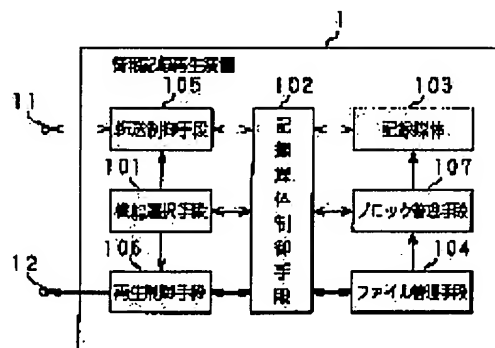 1
情報記録再生装置
105
102
103
11
転送制御手段
記録媒体制御手段
記録媒体
101
107
機能選択手段
ブロック管理手段
106
104
12
再生制御手段
ファイル管理手段